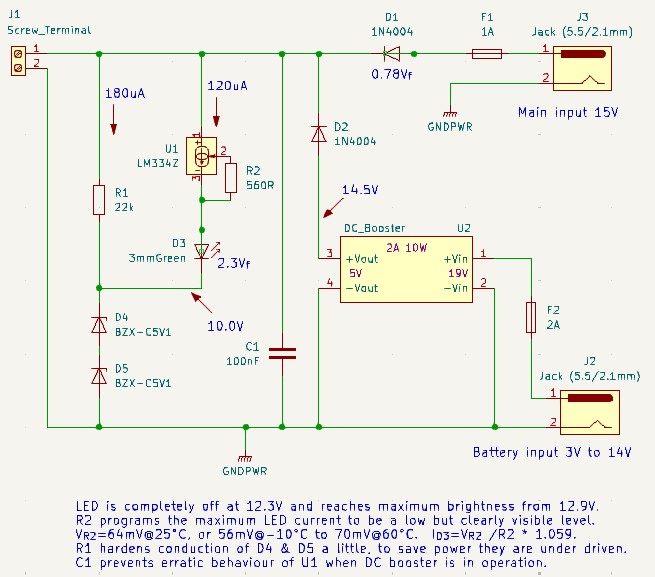 J1
Screw_Terminal
1
2
D1
1N4004
0.78Vf
F1
1A
J3
Jack (5.5/2.1mm)
1
2
GNDPWR
Main input 15V
180uA
120uA
1
U1
LM334Z
2
3
R2
560R
D2
1N4004
14.5V
R1
22k
D3
3mmGreen
2.3Vf
DC_Booster
U2
2A 10W
3
+Vout
+Vin
1
5V
19V
4
-Vout
-Vin
2
10.0V
D4
BZX-C5V1
D5
BZX-C5V1
C1
100nF
F2
2A
J2
Jack (5.5/2.1mm)
1
2
GNDPWR
Battery input 3V to 14V
LED is completely off at 12.3V and reaches maximum brightness from 12.9V.
R2 programs the maximum LED current to be a low but clearly visible level.
VR2=64mV@25°C, or 56mV@-10°C to 70mV@60°C. ID3=VR2 /R2 * 1.059.
R1 hardens conduction of D4 & D5 a little, to save power they are under driven.
C1 prevents erratic behaviour of U1 when DC booster is in operation.